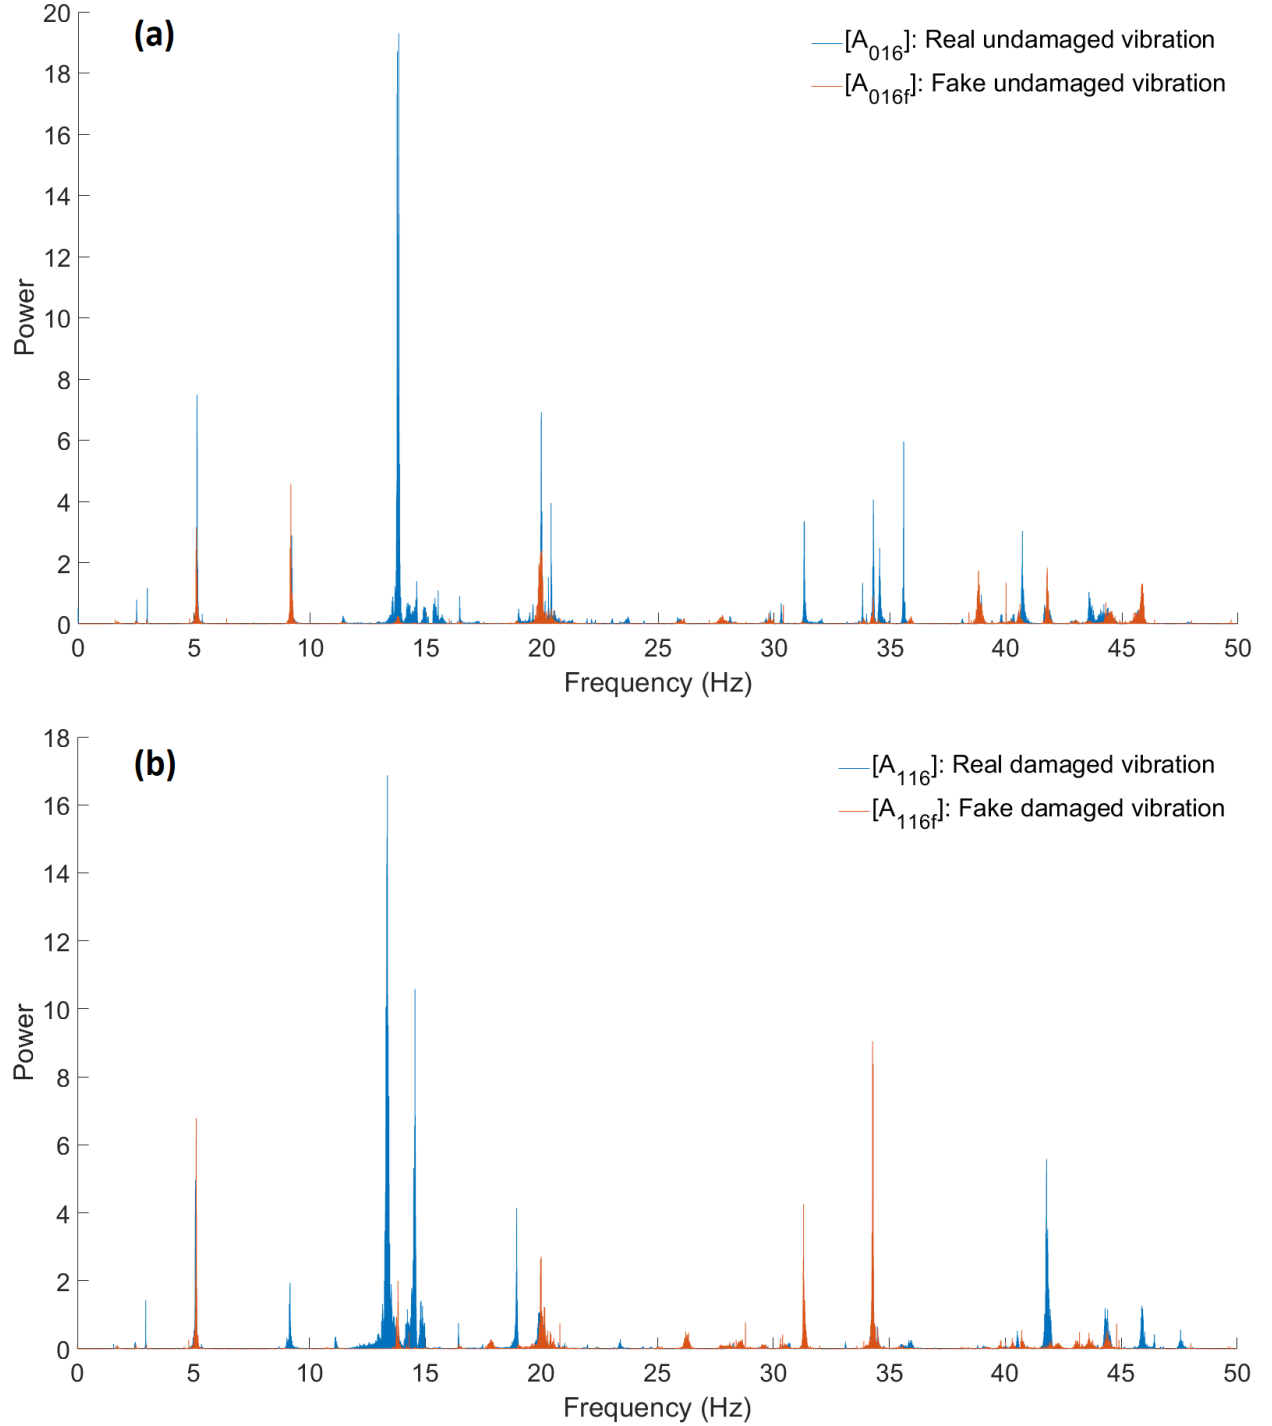 (a)
[A016]: Real undamaged vibration
[A016f]: Fake undamaged vibration
Power
20
18
16
14
12
10
8
6
4
2
0
0 5 10 15 20 25 30 35 40 45 50
Frequency (Hz)
(b)
[A116]: Real damaged vibration
[A116f]: Fake damaged vibration
Power
18
16
14
12
10
8
6
4
2
0
0 5 10 15 20 25 30 35 40 45 50
Frequency (Hz)